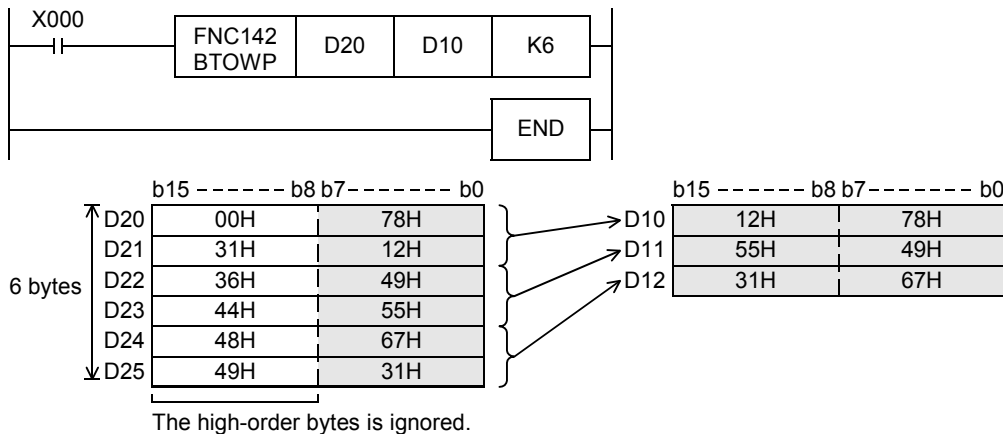 X000
FNC142 BTOWP D20 D10 K6
END
b15 ------- b8 b7------- b0 b15 ------ b8 b7------- b0
D20 00H 78H D10 12H 78H
D21 31H 12H D11 55H 49H
6 bytes D22 36H 49H D12 31H 67H
D23 44H 55H
D24 48H 67H
D25 49H 31H
The high-order bytes is ignored.